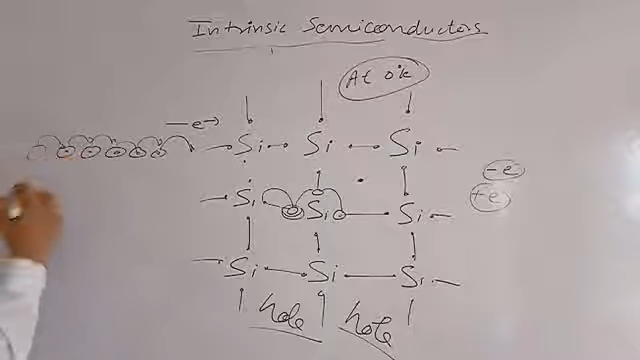 Intrinsic Semiconductors
At 0°K
— e →
Si Si Si
- e
+ e
Si Si Si
Si Si Si
hole hole